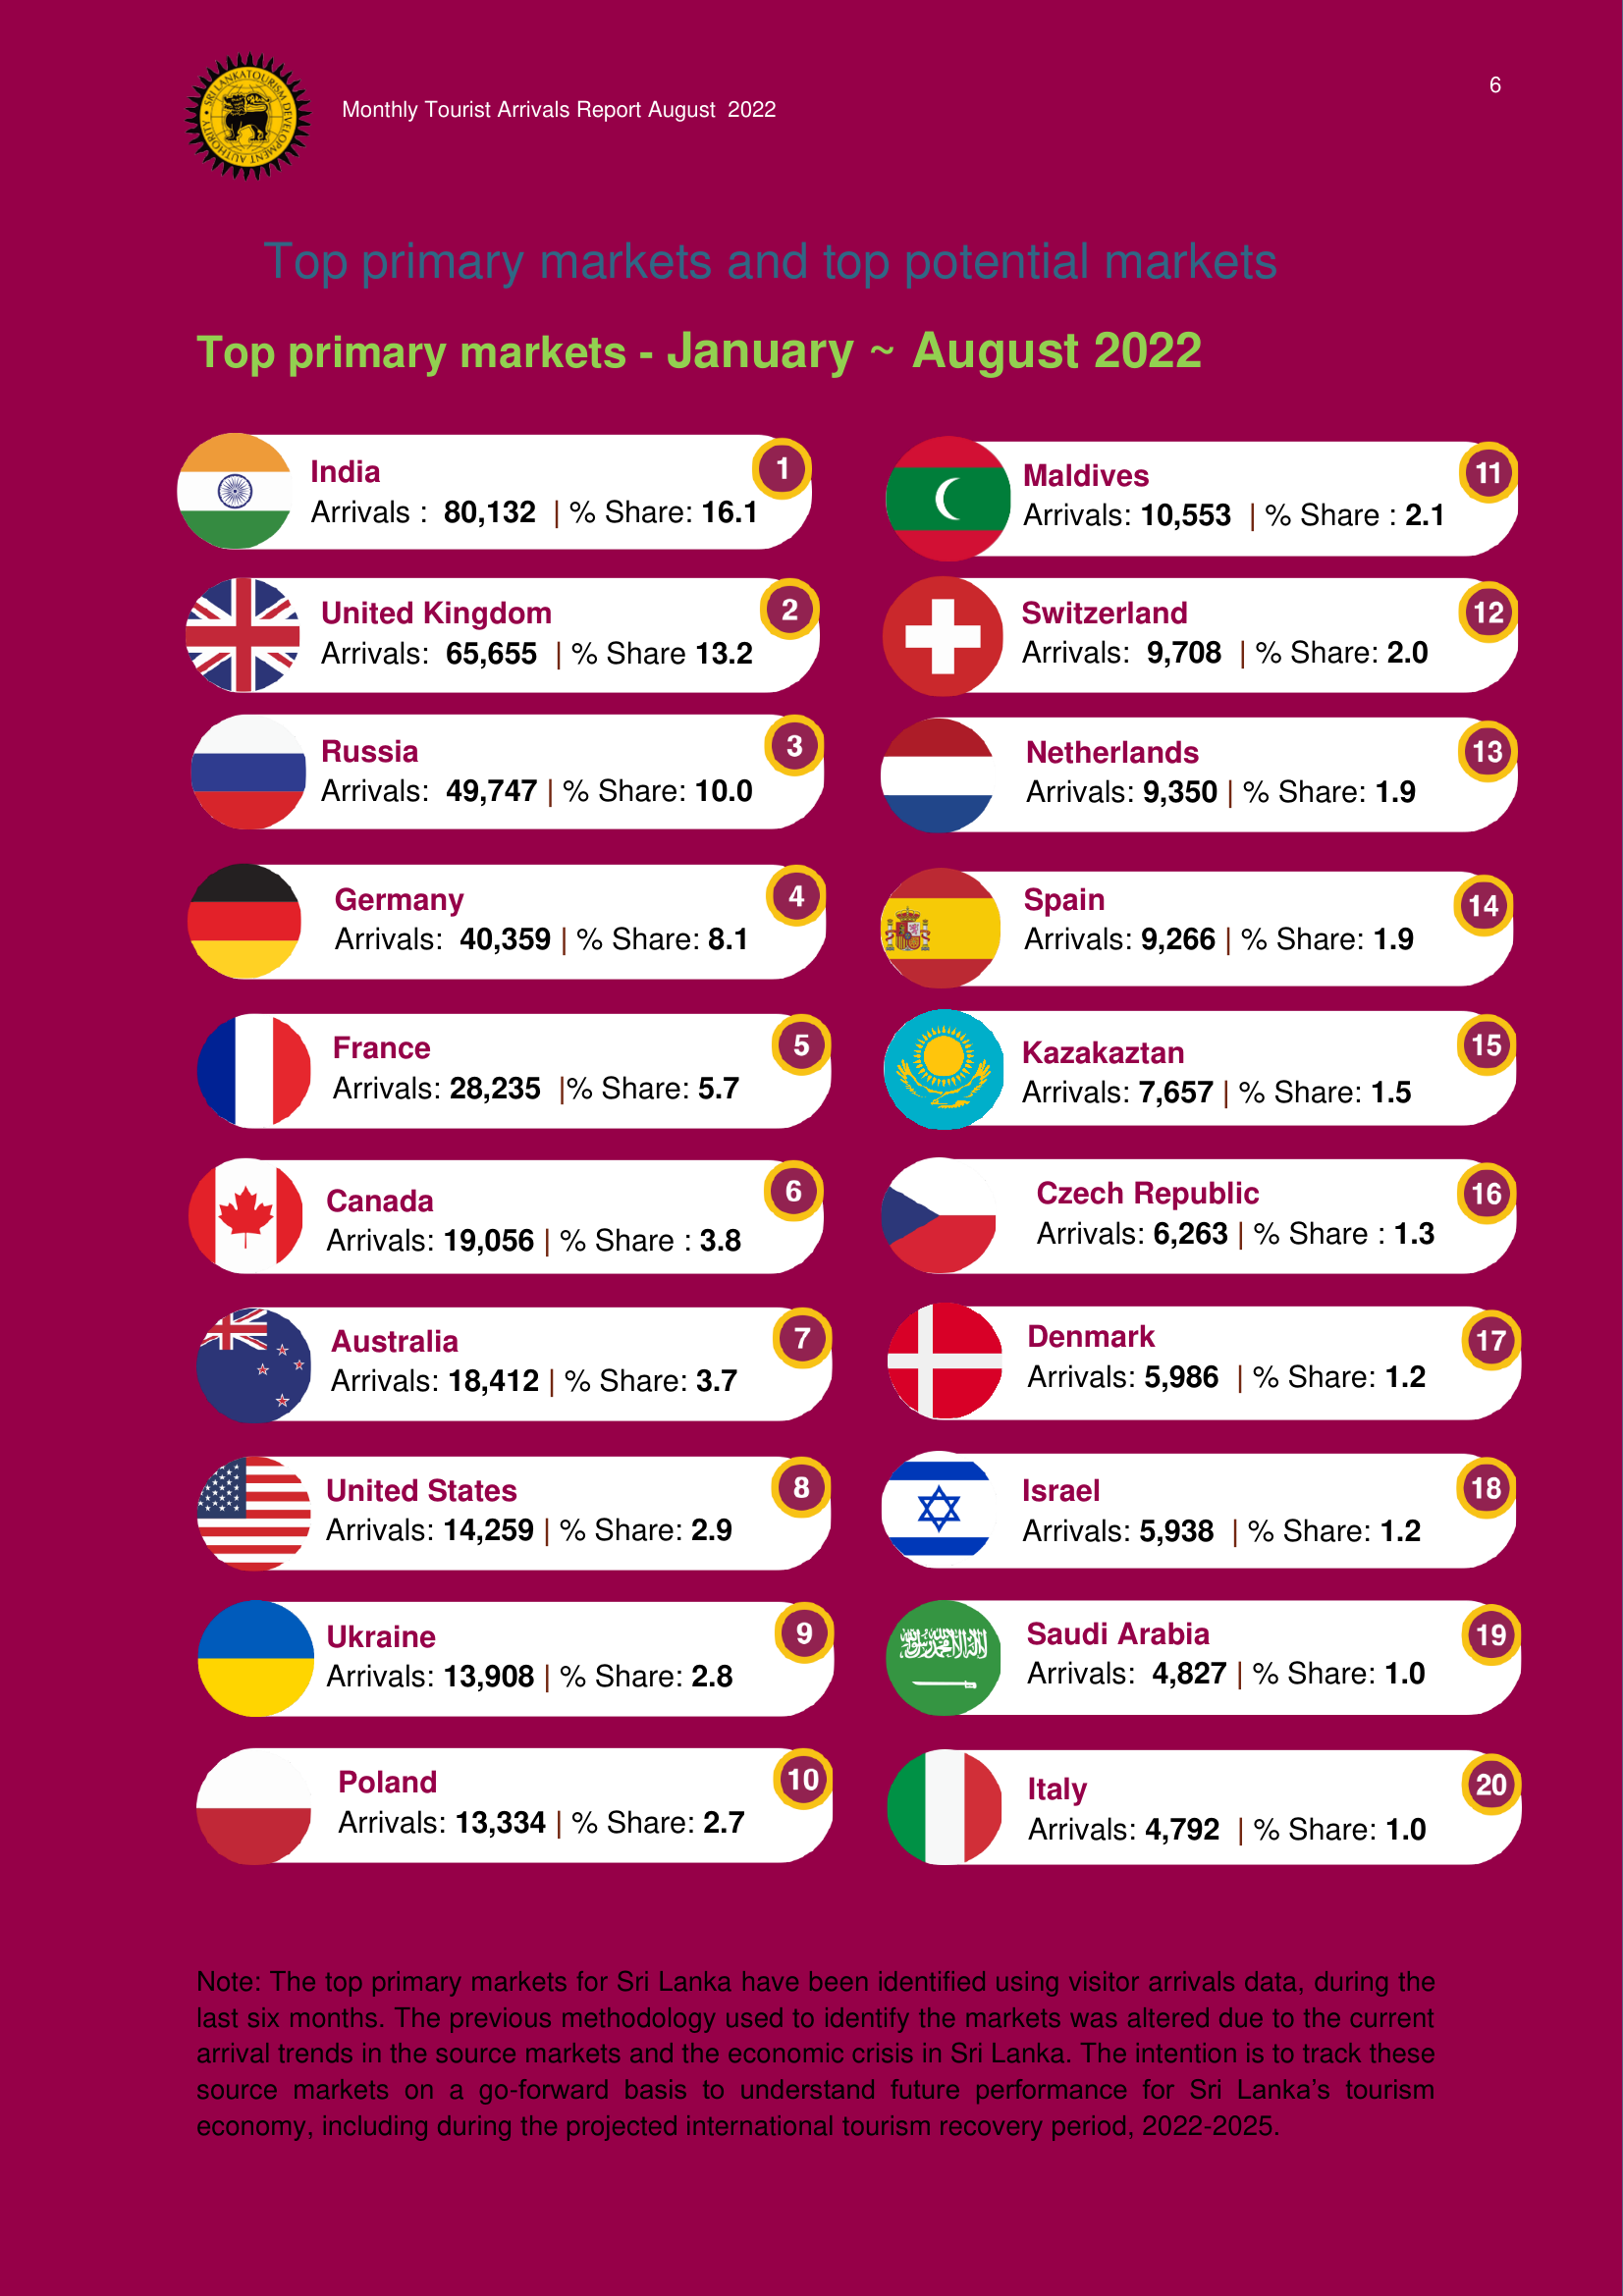 SRI LANKATOURISM DEVELOPMENT AUTHORITY
Monthly Tourist Arrivals Report August 2022
6
Top primary markets and top potential markets
Top primary markets - January ~ August 2022
India
Arrivals : 80,132 | % Share: 16.1
1
United Kingdom
Arrivals: 65,655 | % Share 13.2
2
Russia
Arrivals: 49,747 | % Share: 10.0
3
Germany
Arrivals: 40,359 | % Share: 8.1
4
France
Arrivals: 28,235 |% Share: 5.7
5
Canada
Arrivals: 19,056 | % Share : 3.8
6
Australia
Arrivals: 18,412 | % Share: 3.7
7
United States
Arrivals: 14,259 | % Share: 2.9
8
Ukraine
Arrivals: 13,908 | % Share: 2.8
9
Poland
Arrivals: 13,334 | % Share: 2.7
10
Maldives
Arrivals: 10,553 | % Share : 2.1
11
Switzerland
Arrivals: 9,708 | % Share: 2.0
12
Netherlands
Arrivals: 9,350 | % Share: 1.9
13
Spain
Arrivals: 9,266 | % Share: 1.9
14
Kazakaztan
Arrivals: 7,657 | % Share: 1.5
15
Czech Republic
Arrivals: 6,263 | % Share : 1.3
16
Denmark
Arrivals: 5,986 | % Share: 1.2
17
Israel
Arrivals: 5,938 | % Share: 1.2
18
Saudi Arabia
Arrivals: 4,827 | % Share: 1.0
19
Italy
Arrivals: 4,792 | % Share: 1.0
20
Note: The top primary markets for Sri Lanka have been identified using visitor arrivals data, during the
last six months. The previous methodology used to identify the markets was altered due to the current
arrival trends in the source markets and the economic crisis in Sri Lanka. The intention is to track these
source markets on a go-forward basis to understand future performance for Sri Lanka's tourism
economy, including during the projected international tourism recovery period, 2022-2025.